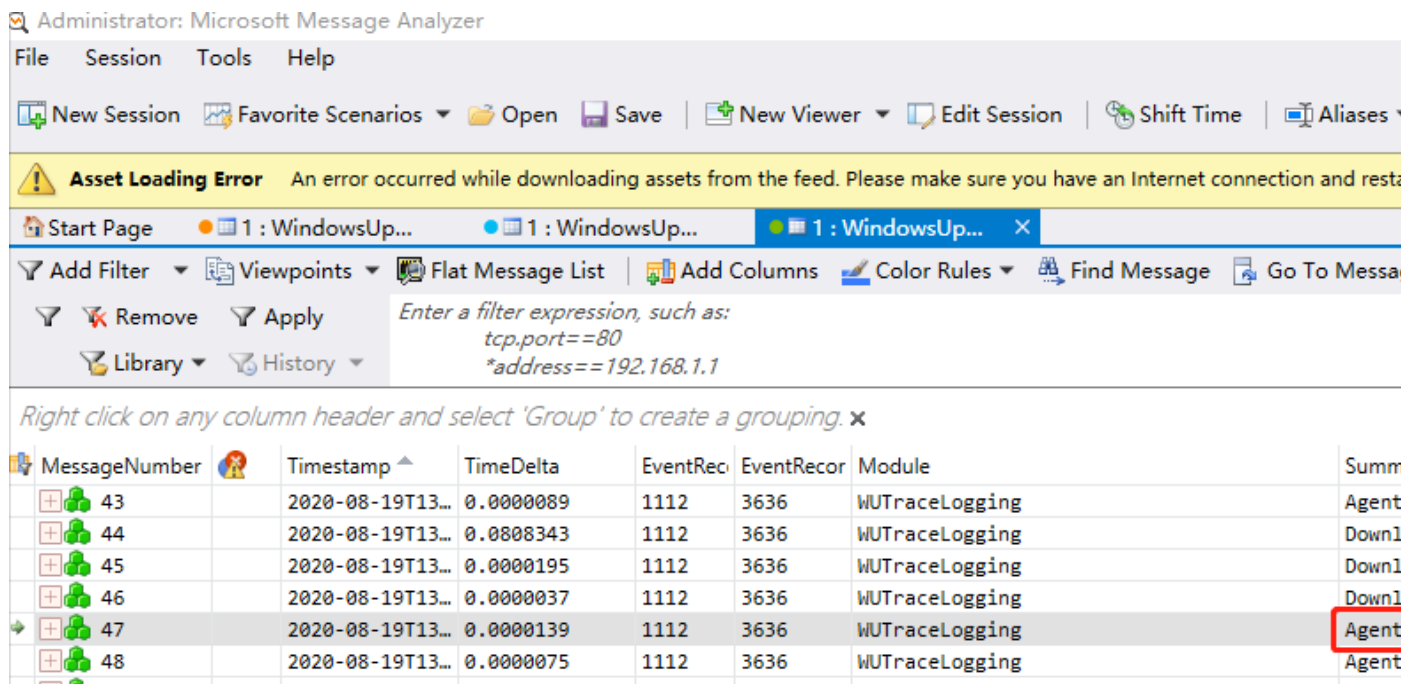 Administrator: Microsoft Message Analyzer
File Session Tools Help
New Session Favorite Scenarios Open Save New Viewer Edit Session Shift Time Aliases
Asset Loading Error An error occurred while downloading assets from the feed. Please make sure you have an Internet connection and resta
Start Page 1 : WindowsUp... 1 : WindowsUp... 1 : WindowsUp... ×
Add Filter Viewpoints Flat Message List Add Columns Color Rules Find Message Go To Messa
Remove Apply Enter a filter expression, such as:
tcp.port==80
Library History *address==192.168.1.1
Right click on any column header and select 'Group' to create a grouping. ×
MessageNumber Timestamp TimeDelta EventRec EventRecor Module Summ
43 2020-08-19T13… 0.0000089 1112 3636 WUTraceLogging Agent
44 2020-08-19T13… 0.0808343 1112 3636 WUTraceLogging Downl
45 2020-08-19T13… 0.0000195 1112 3636 WUTraceLogging Downl
46 2020-08-19T13… 0.0000037 1112 3636 WUTraceLogging Downl
47 2020-08-19T13… 0.0000139 1112 3636 WUTraceLogging Agent
48 2020-08-19T13… 0.0000075 1112 3636 WUTraceLogging Agent